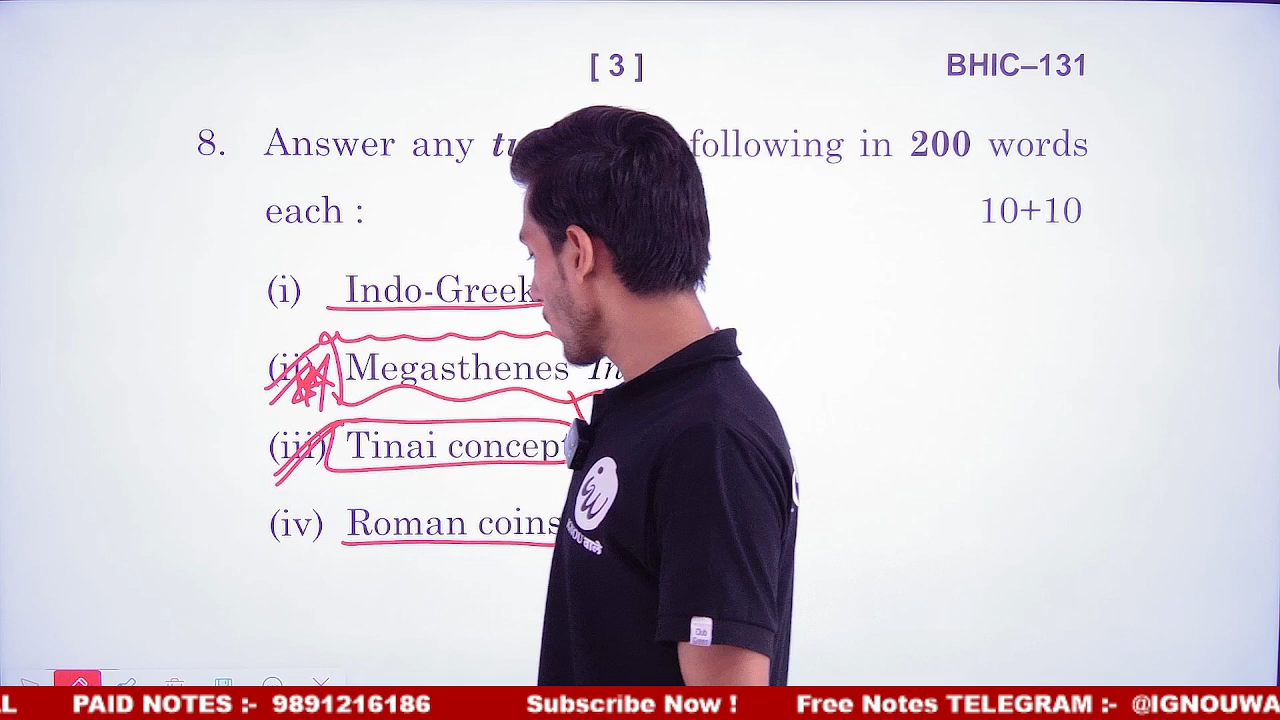 [ 3 ]
BHIC–131
8. Answer any following in 200 words
each : 10+10
(i) Indo-Greek
(ii) Megasthenes
(iii) Tinai concept
(iv) Roman coins
IGNOU वाले
PAID NOTES :- 9891216186 Subscribe Now ! Free Notes TELEGRAM :- @IGNOUWA